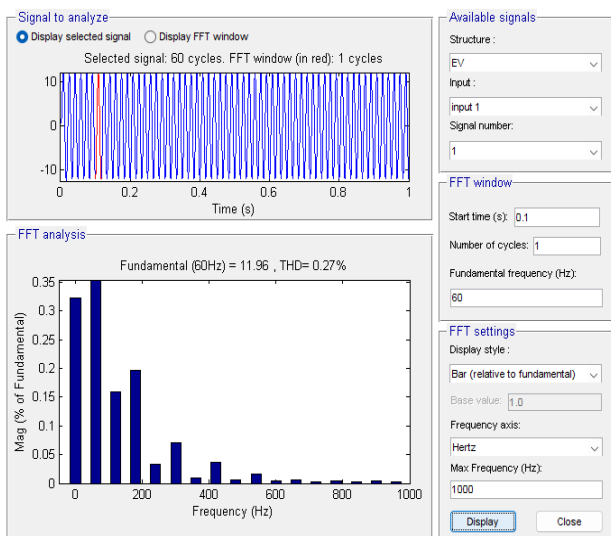 Signal to analyze
Display selected signal
Display FFT window
Selected signal: 60 cycles. FFT window (in red): 1 cycles
10
0
-10
0 0.2 0.4 0.6 0.8 1
Time (s)
FFT analysis
Fundamental (60Hz) = 11.96 , THD= 0.27%
0.35
0.3
0.25
0.2
0.15
0.1
0.05
0
Mag (% of Fundamental)
0 200 400 600 800 1000
Frequency (Hz)
Available signals
Structure :
EV
Input :
input 1
Signal number:
1
FFT window
Start time (s): 0.1
Number of cycles: 1
Fundamental frequency (Hz):
60
FFT settings
Display style :
Bar (relative to fundamental)
Base value: 1.0
Frequency axis:
Hertz
Max Frequency (Hz):
1000
Display
Close